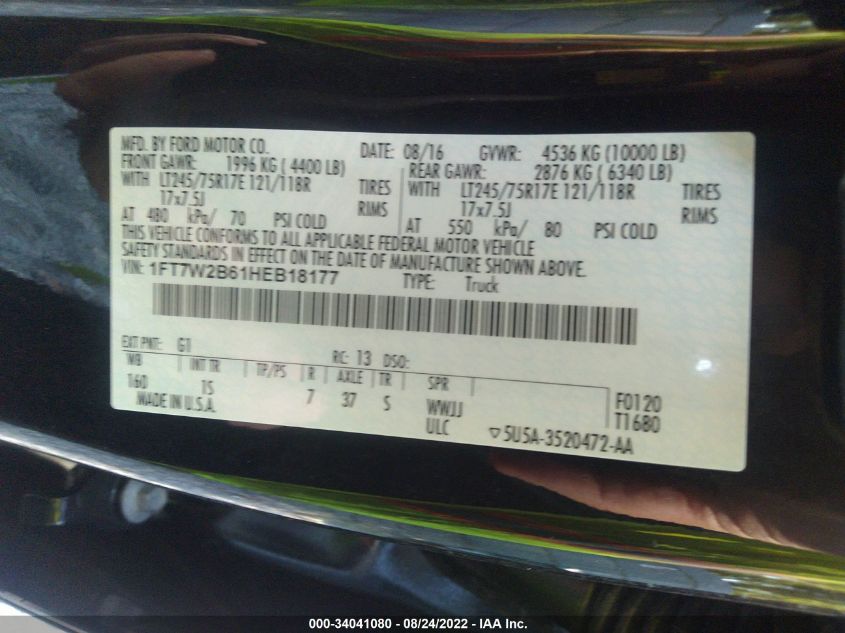 MFD. BY FORD MOTOR CO. DATE: 08/16 GVWR: 4536 KG (10000 LB)
FRONT GAWR: 1996 KG ( 4400 LB) REAR GAWR: 2876 KG ( 6340 LB)
WITH LT245/75R17E 121/118R TIRES WITH LT245/75R17E 121/118R TIRES
17x7.5J RIMS 17x7.5J RIMS
AT 480 kPa/ 70 PSI COLD AT 550 kPa/ 80 PSI COLD
THIS VEHICLE CONFORMS TO ALL APPLICABLE FEDERAL MOTOR VEHICLE
SAFETY STANDARDS IN EFFECT ON THE DATE OF MANUFACTURE SHOWN ABOVE.
VIN: 1FT7W2B61HEB18177 TYPE: Truck
EXT PNT: G1 RC: 13 DSO:
WB INT TR TP/PS R AXLE TR SPR
160 1S 7 37 S WWJJ F0120
MADE IN U.S.A. ULC T1680
▽5U5A-3520472-AA
000-34041080 - 08/24/2022 - IAA Inc.